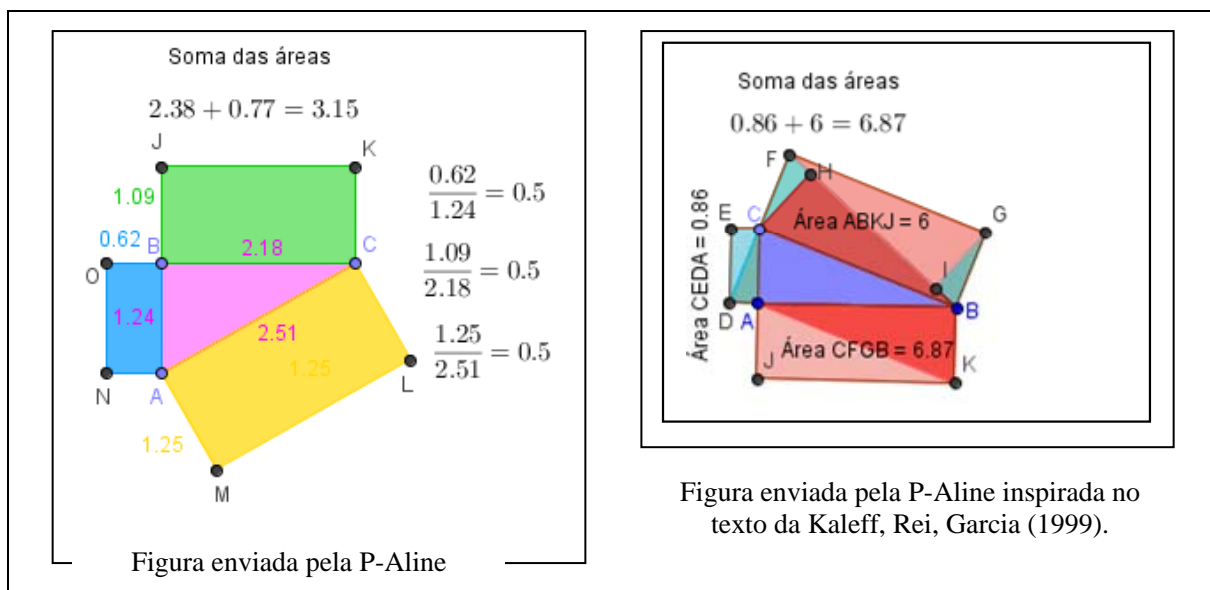 Soma das áreas
2.38 + 0.77 = 3.15
J
K
1.09
0.62
B
2.18
C
O
1.24
2.51
1.25
N
A
L
1.25
M
0.62
1.24
= 0.5
1.09
2.18
= 0.5
1.25
2.51
= 0.5
Figura enviada pela P-Aline
Soma das áreas
0.86 + 6 = 6.87
F
H
E
C
G
Área ABKJ = 6
Área CEDA = 0.86
I
D
A
B
J
Área CFGB = 6.87
K
Figura enviada pela P-Aline inspirada no
texto da Kaleff, Rei, Garcia (1999).